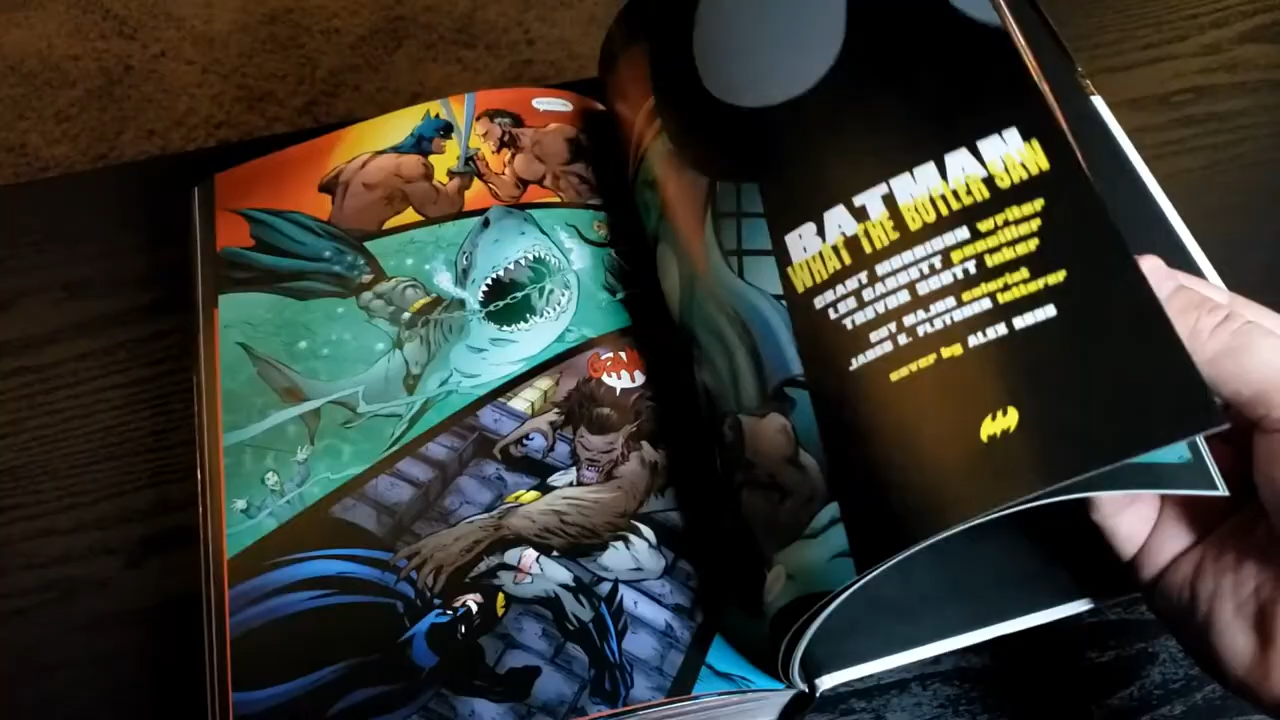 BATMAN
WHAT THE BUTLER SAW
GRANT MORRISON writer
LEE GARBETT penciller
TREVOR SCOTT inker
GUY MAJOR colorist
JARED K. FLETCHER letterer
cover by ALEX ROSS